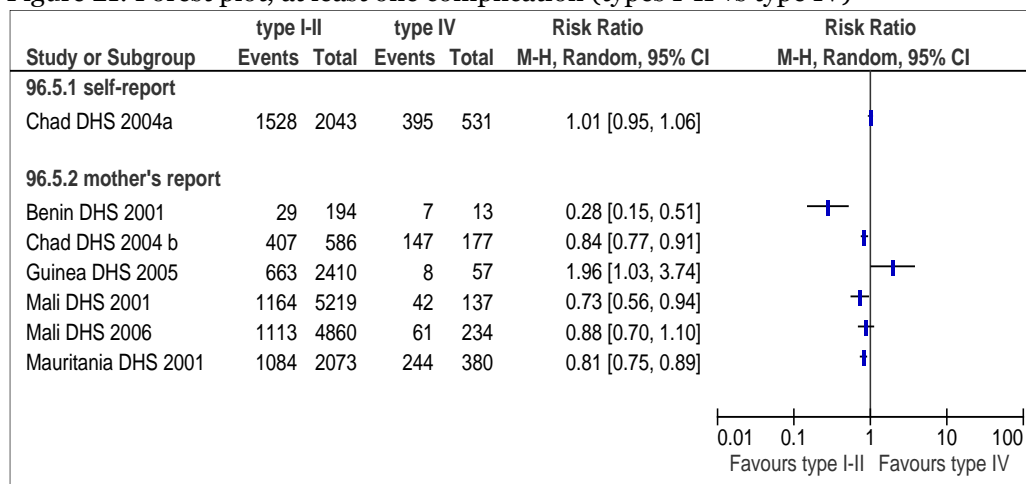 type I-II type IV Risk Ratio Risk Ratio
Study or Subgroup Events Total Events Total M-H, Random, 95% CI M-H, Random, 95% CI
96.5.1 self-report
Chad DHS 2004a 1528 2043 395 531 1.01 [0.95, 1.06]
96.5.2 mother's report
Benin DHS 2001 29 194 7 13 0.28 [0.15, 0.51]
Chad DHS 2004 b 407 586 147 177 0.84 [0.77, 0.91]
Guinea DHS 2005 663 2410 8 57 1.96 [1.03, 3.74]
Mali DHS 2001 1164 5219 42 137 0.73 [0.56, 0.94]
Mali DHS 2006 1113 4860 61 234 0.88 [0.70, 1.10]
Mauritania DHS 2001 1084 2073 244 380 0.81 [0.75, 0.89]
0.01 0.1 1 10 100
Favours type I-II Favours type IV